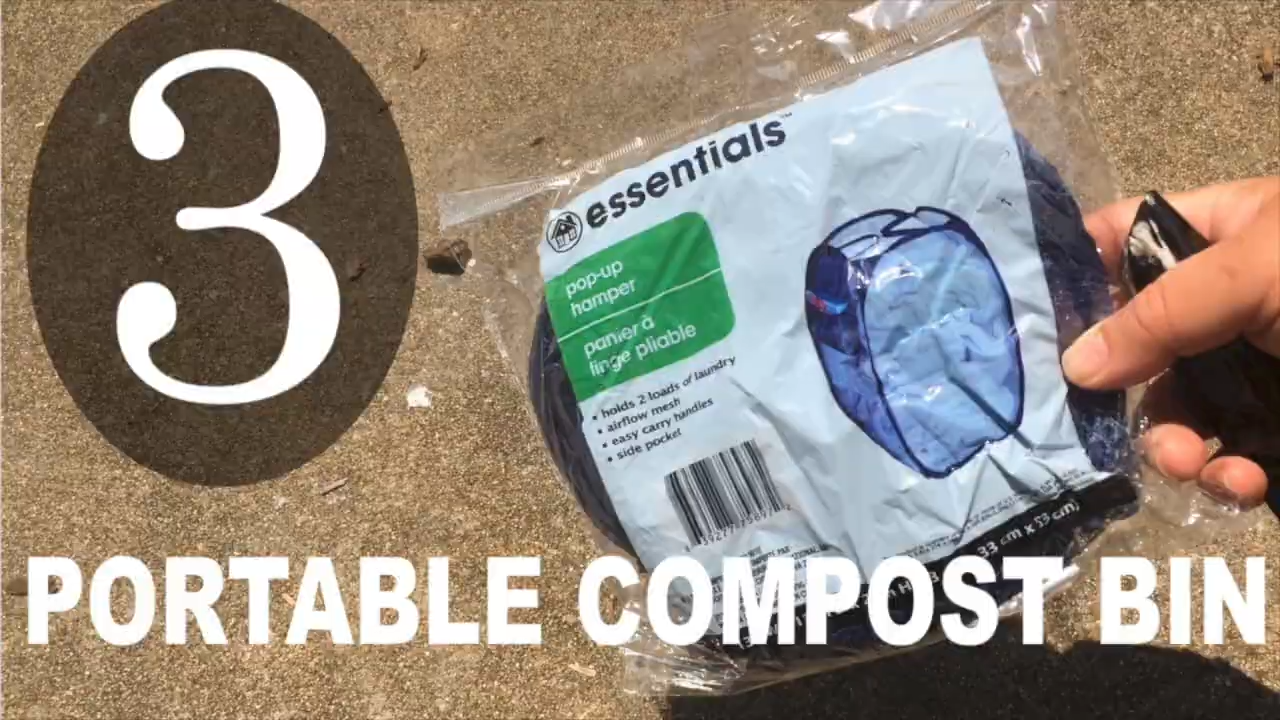 3
essentials™
pop-up
hamper
panier à
linge pliable
• holds 2 loads of laundry
• airflow mesh
• easy carry handles
• side pocket
33 cm x 53 cm)
PORTABLE COMPOST BIN